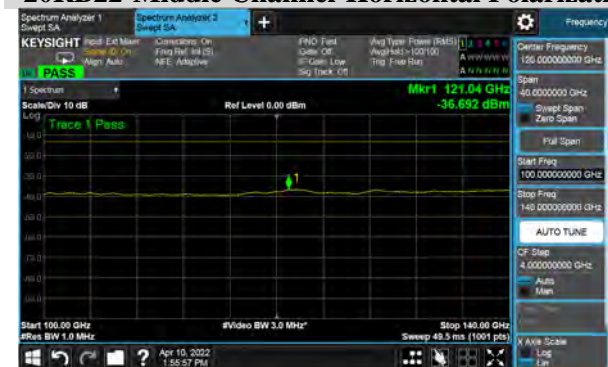 Spectrum Analyzer 1
Swept SA
Spectrum Analyzer 2
Swept SA
Frequency
KEYSIGHT
Input: Ext Mixer
Align: Auto
Corrections: On
Freq Ref: Int (S)
NFE: Adaptive
PNO: Fast
Gate: Off
IF Gain: Low
Sig Track: Off
Avg Type: Power (RMS)
Avg|Hold: >100/100
Trig: Free Run
PASS
1 Spectrum
Scale/Div 10 dB
Ref Level 0.00 dBm
Mkr1 121.04 GHz
-36.692 dBm
Log
Trace 1 Pass
1
Start 100.00 GHz
#Res BW 1.0 MHz
#Video BW 3.0 MHz*
Stop 140.00 GHz
Sweep 49.5 ms (1001 pts)
Apr 10, 2022
1:55:57 PM
Center Frequency
120.000000000 GHz
Span
40.0000000 GHz
Swept Span
Zero Span
Full Span
Start Freq
100.000000000 GHz
Stop Freq
140.000000000 GHz
AUTO TUNE
CF Step
4.000000000 GHz
Auto
Man
X Axis Scale
Log
Lin